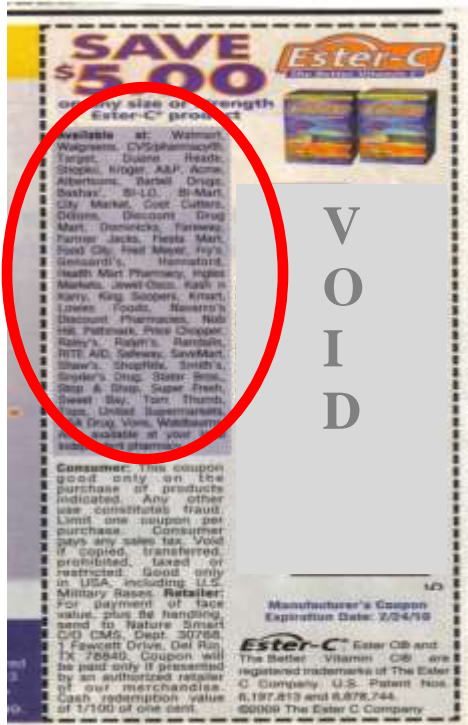 SAVE
$5.00
on any size or strength
Ester-C® product
Ester-C
The Better Vitamin C
Available at: Walmart,
Walgreens, CVS/pharmacy®,
Target, Duane Reade,
Shopko, Kroger, A&P, Acme,
Albertsons, Bartell Drugs,
Bashas', BI-LO, Bi-Mart,
City Market, Cost Cutters,
Dillons, Discount Drug
Mart, Dominicks, Fareway,
Farmer Jacks, Fiesta Mart,
Food City, Fred Meyer, Fry's,
Genuardi's, Hannaford,
Health Mart Pharmacy, Ingles
Markets, Jewel-Osco, Kash n
Karry, King Soopers, Kmart,
Lowes Foods, Navarro's
Discount Pharmacies, Nob
Hill, Pathmark, Price Chopper,
Raley's, Ralph's, Randalls,
RITE AID, Safeway, SaveMart,
Shaw's, ShopRite, Smith's,
Snyder's Drug, Stater Bros.,
Stop & Shop, Super Fresh,
Sweet Bay, Tom Thumb,
Tops, United Supermarkets,
USA Drug, Vons, Waldbaums
Also available at your
independent pharmacy
Consumer: This coupon
good only on the
purchase of products
indicated. Any other
use constitutes fraud.
Limit one coupon per
purchase. Consumer
pays any sales tax. Void
if copied, transferred,
prohibited, taxed or
restricted. Good only
in USA, including U.S.
Military Bases. Retailer:
For payment of face
value, plus 8¢ handling,
send to Nature Smart
C/O CMS, Dept. 30768,
1 Fawcett Drive, Del Rio,
TX 78840. Coupon will
be paid only if presented
by an authorized retailer
of our merchandise.
Cash redemption value
of 1/100 of one cent.
V
O
I
D
Manufacturer's Coupon
Expiration Date: 2/24/10
Ester-C® Ester C® and
The Better Vitamin C® are
registered trademarks of The Ester
C Company. U.S. Patent Nos.
6,197,813 and 6,878,744.
©2009 The Ester C Company